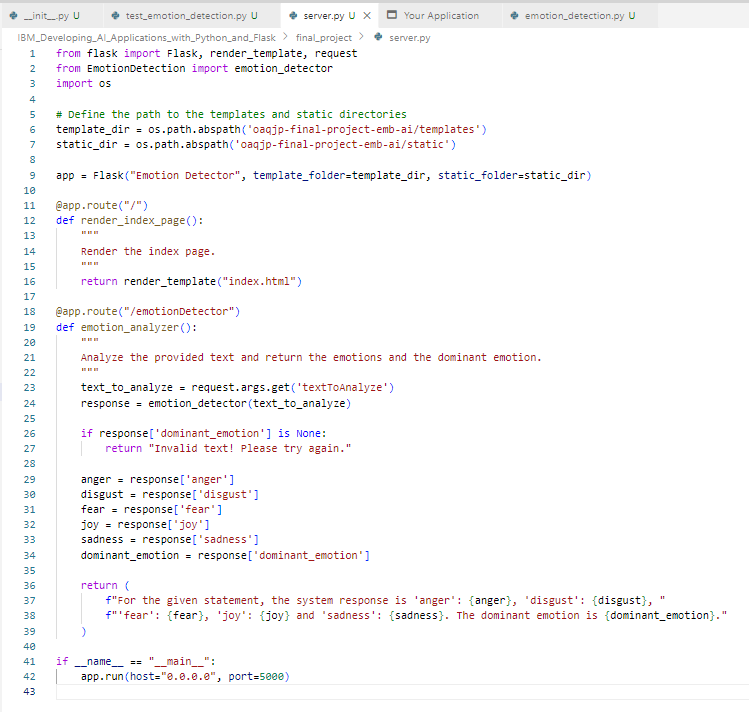 __init__.py U test_emotion_detection.py U server.py U × Your Application emotion_detection.py U
IBM_Developing_AI_Applications_with_Python_and_Flask > final_project > server.py
1 from flask import Flask, render_template, request
2 from EmotionDetection import emotion_detector
3 import os
4
5 # Define the path to the templates and static directories
6 template_dir = os.path.abspath('oaqjp-final-project-emb-ai/templates')
7 static_dir = os.path.abspath('oaqjp-final-project-emb-ai/static')
8
9 app = Flask("Emotion Detector", template_folder=template_dir, static_folder=static_dir)
10
11 @app.route("/")
12 def render_index_page():
13     """
14     Render the index page.
15     """
16     return render_template("index.html")
17
18 @app.route("/emotionDetector")
19 def emotion_analyzer():
20     """
21     Analyze the provided text and return the emotions and the dominant emotion.
22     """
23     text_to_analyze = request.args.get('textToAnalyze')
24     response = emotion_detector(text_to_analyze)
25
26     if response['dominant_emotion'] is None:
27         return "Invalid text! Please try again."
28
29     anger = response['anger']
30     disgust = response['disgust']
31     fear = response['fear']
32     joy = response['joy']
33     sadness = response['sadness']
34     dominant_emotion = response['dominant_emotion']
35
36     return (
37         f"For the given statement, the system response is 'anger': {anger}, 'disgust': {disgust}, "
38         f"'fear': {fear}, 'joy': {joy} and 'sadness': {sadness}. The dominant emotion is {dominant_emotion}."
39     )
40
41 if __name__ == "__main__":
42     app.run(host="0.0.0.0", port=5000)
43